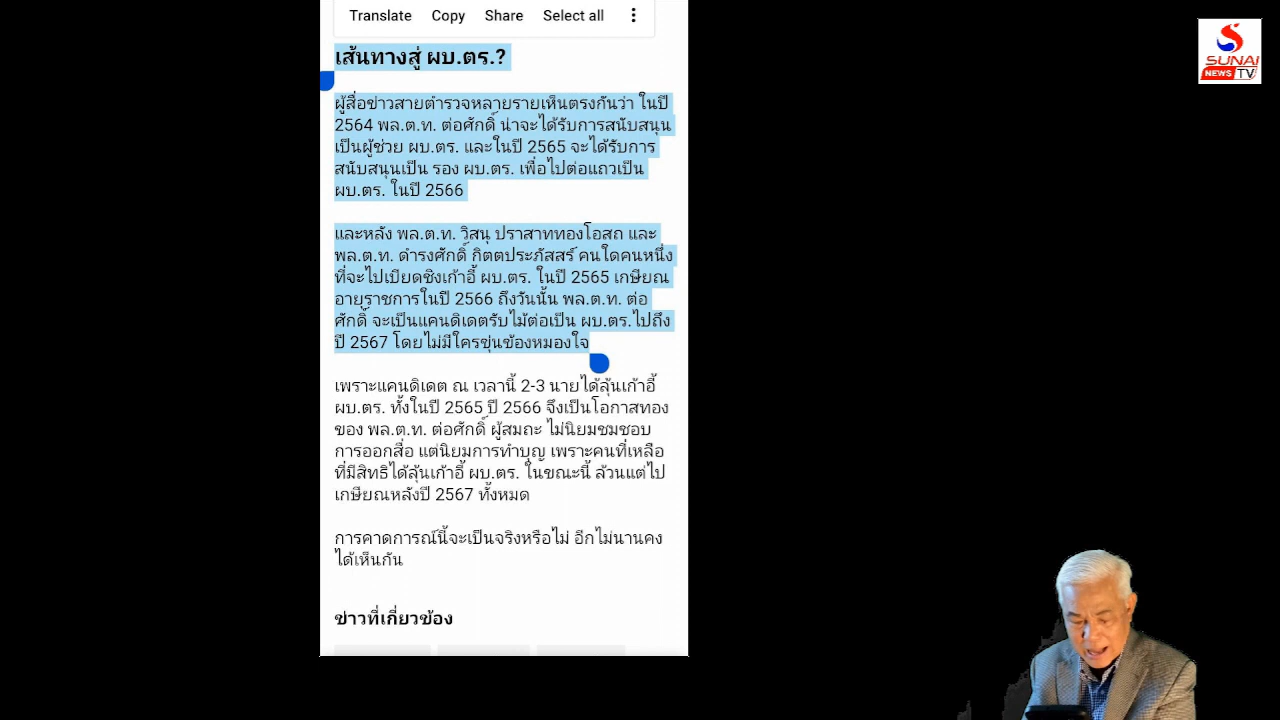 Translate Copy Share Select all
เส้นทางสู่ ผบ.ตร.?
ผู้สื่อข่าวสายตำรวจหลายรายเห็นตรงกันว่า ในปี
2564 พล.ต.ท. ต่อศักดิ์ น่าจะได้รับการสนับสนุน
เป็นผู้ช่วย ผบ.ตร. และในปี 2565 จะได้รับการ
สนับสนุนเป็น รอง ผบ.ตร. เพื่อไปต่อแถวเป็น
ผบ.ตร. ในปี 2566
และหลัง พล.ต.ท. วิสนุ ปราสาททองโอสถ และ
พล.ต.ท. ดำรงศักดิ์ กิตตประภัสสร์ คนใดคนหนึ่ง
ที่จะไปเบียดชิงเก้าอี้ ผบ.ตร. ในปี 2565 เกษียณ
อายุราชการในปี 2566 ถึงวันนั้น พล.ต.ท. ต่อ
ศักดิ์ จะเป็นแคนดิเดตรับไม้ต่อเป็น ผบ.ตร.ไปถึง
ปี 2567 โดยไม่มีใครขุ่นข้องหมองใจ
เพราะแคนดิเดต ณ เวลานี้ 2-3 นายได้ลุ้นเก้าอี้
ผบ.ตร. ทั้งในปี 2565 ปี 2566 จึงเป็นโอกาสทอง
ของ พล.ต.ท. ต่อศักดิ์ ผู้สมถะ ไม่นิยมชมชอบ
การออกสื่อ แต่นิยมการทำบุญ เพราะคนที่เหลือ
ที่มีสิทธิได้ลุ้นเก้าอี้ ผบ.ตร. ในขณะนี้ ล้วนแต่ไป
เกษียณหลังปี 2567 ทั้งหมด
การคาดการณ์นี้จะเป็นจริงหรือไม่ อีกไม่นานคง
ได้เห็นกัน
ข่าวที่เกี่ยวข้อง
SUNAI
NEWS TV